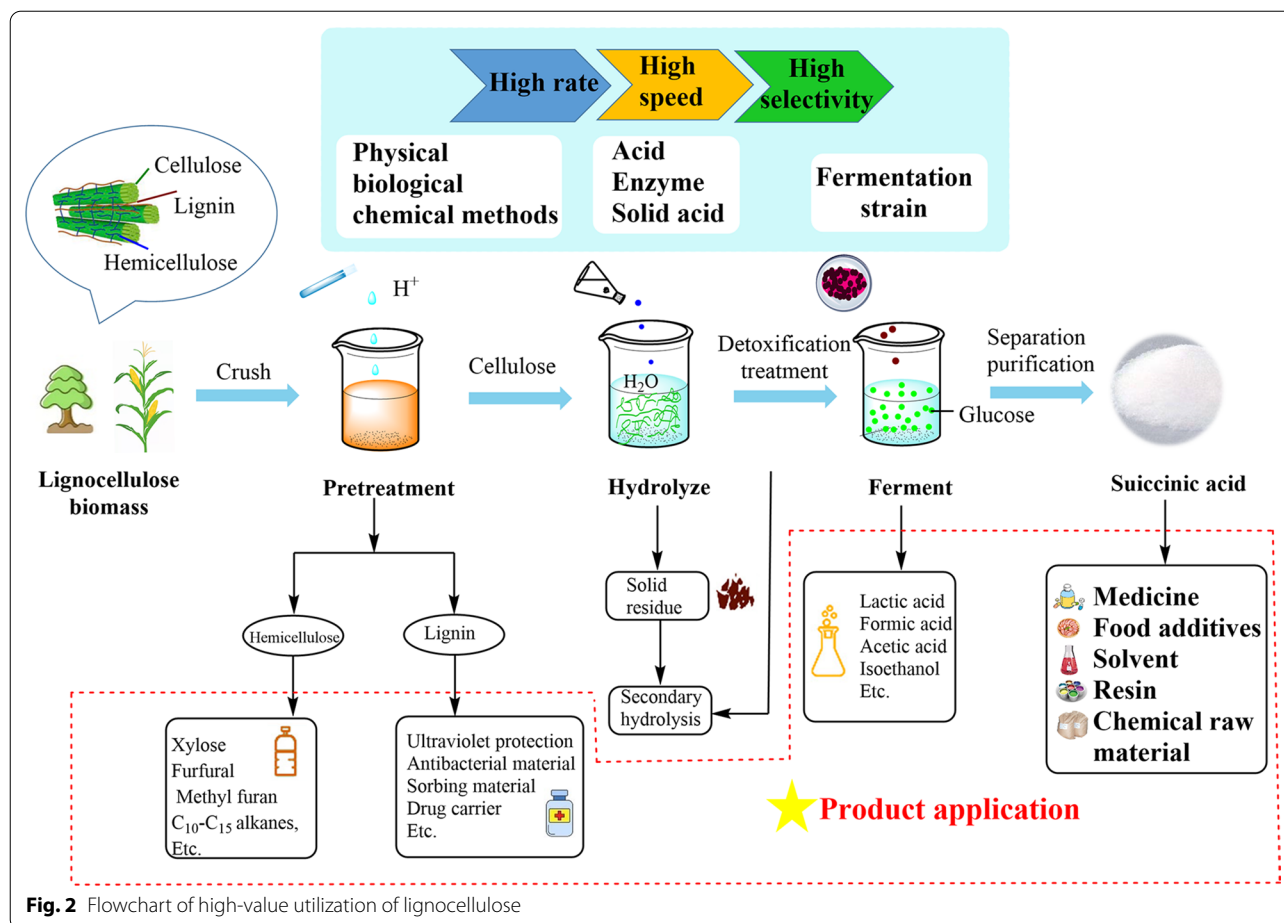 High rate
High
speed
High
selectivity
Physical
biological
chemical methods
Acid
Enzyme
Solid acid
Fermentation
strain
Cellulose
Lignin
Hemicellulose
H⁺
Crush
Cellulose
H₂O
Detoxification
treatment
Glucose
Separation
purification
Lignocellulose
biomass
Pretreatment
Hydrolyze
Ferment
Suiccinic acid
Hemicellulose
Lignin
Solid
residue
Secondary
hydrolysis
Xylose
Furfural
Methyl furan
C₁₀-C₁₅ alkanes,
Etc.
Ultraviolet protection
Antibacterial material
Sorbing material
Drug carrier
Etc.
Lactic acid
Formic acid
Acetic acid
Isoethanol
Etc.
Medicine
Food additives
Solvent
Resin
Chemical raw
material
Product application
Fig. 2 Flowchart of high-value utilization of lignocellulose